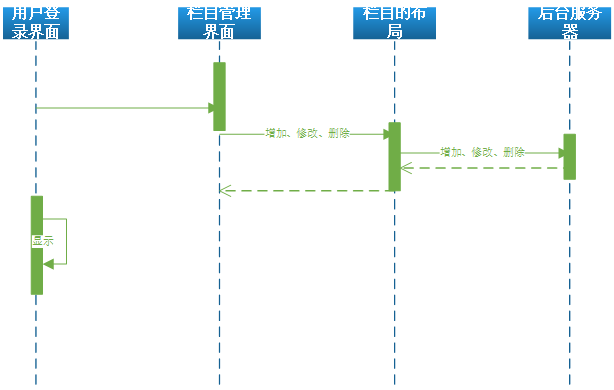 用户登
录界面
栏目管理
界面
栏目的布
局
后台服务
器
增加、修改、删除
增加、修改、删除
显示